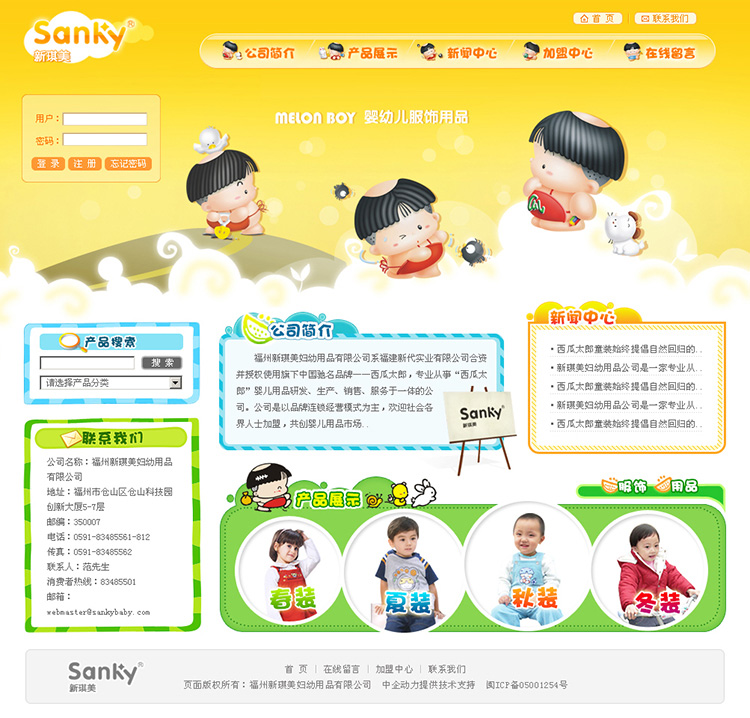 Sanky®
新琪美
首 页
联系我们
公司简介
产品展示
新闻中心
加盟中心
在线留言
用户：
密码：
登 录
注 册
忘记密码
MELON BOY 婴幼儿服饰用品
产品搜索
搜 索
请选择产品分类
联系我们
公司名称：福州新琪美妇幼用品
有限公司
地址：福州市仓山区仓山科技园
创新大厦5-7层
邮编：350007
电话：0591-83485561-812
传真：0591-83485562
联系人：范先生
消费者热线：83485501
邮箱：
webmaster@sankybaby.com
公司简介
福州新琪美妇幼用品有限公司系福建新代实业有限公司合资
并授权使用旗下中国驰名品牌——西瓜太郎，专业从事“西瓜太
郎”婴儿用品研发、生产、销售、服务于一体的公
司。公司是以品牌连锁经营模式为主，欢迎社会各
界人士加盟，共创婴儿用品市场..
Sanky
新琪美
新闻中心
• 西瓜太郎童装始终提倡自然回归的..
• 新琪美妇幼用品公司是一家专业从..
• 西瓜太郎童装始终提倡自然回归的..
• 新琪美妇幼用品公司是一家专业从..
• 西瓜太郎童装始终提倡自然回归的..
产品展示
服饰
用品
春装
夏装
秋装
冬装
Sanky®
新琪美
首 页 | 在线留言 | 加盟中心 | 联系我们
页面版权所有：福州新琪美妇幼用品有限公司 中企动力提供技术支持 闽ICP备05001254号